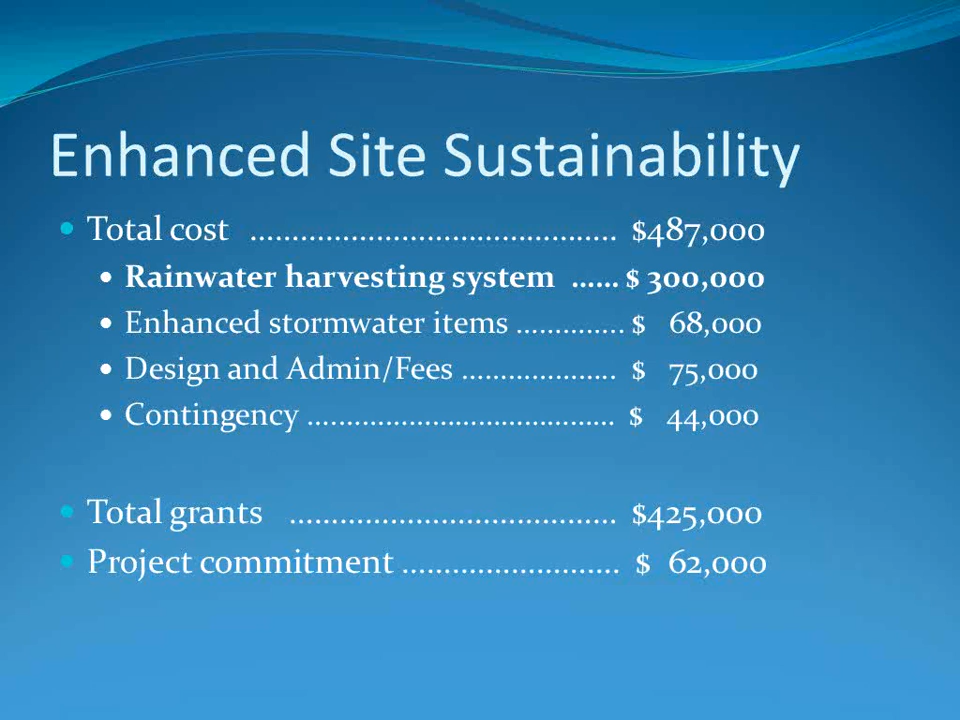 Enhanced Site Sustainability
• Total cost ............................................ $487,000
• Rainwater harvesting system ...... $ 300,000
• Enhanced stormwater items .............. $ 68,000
• Design and Admin/Fees .................... $ 75,000
• Contingency ........................................ $ 44,000
• Total grants ....................................... $425,000
• Project commitment .......................... $ 62,000